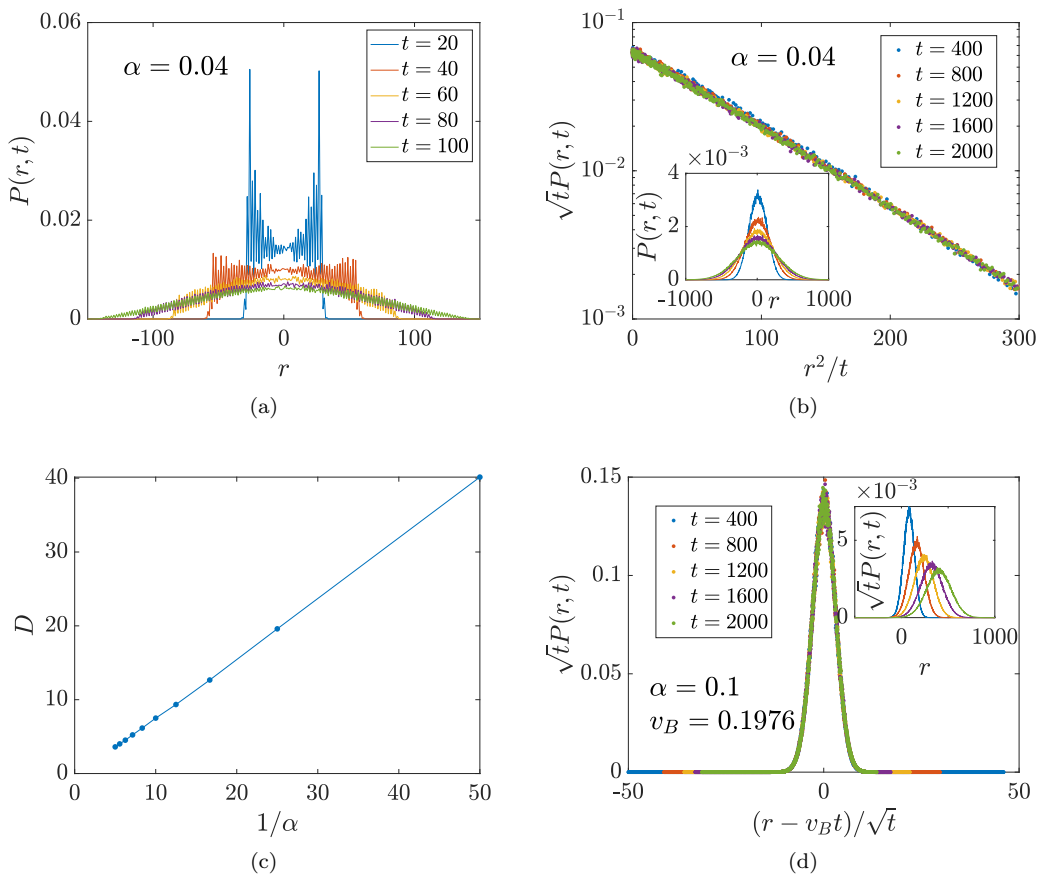 0.06
0.04
0.02
0
P(r, t)
α = 0.04
t = 20
t = 40
t = 60
t = 80
t = 100
-100
0
100
r
(a)
10⁻¹
10⁻²
10⁻³
√tP(r, t)
α = 0.04
t = 400
t = 800
t = 1200
t = 1600
t = 2000
×10⁻³
4
2
0
P(r, t)
-1000
0
r
1000
0
100
200
300
r²/t
(b)
40
30
20
10
0
D
0
10
20
30
40
50
1/α
(c)
0.15
0.1
0.05
0
√tP(r, t)
t = 400
t = 800
t = 1200
t = 1600
t = 2000
α = 0.1
v_B = 0.1976
×10⁻³
5
0
√tP(r, t)
0
1000
r
-50
0
50
(r − v_Bt)/√t
(d)